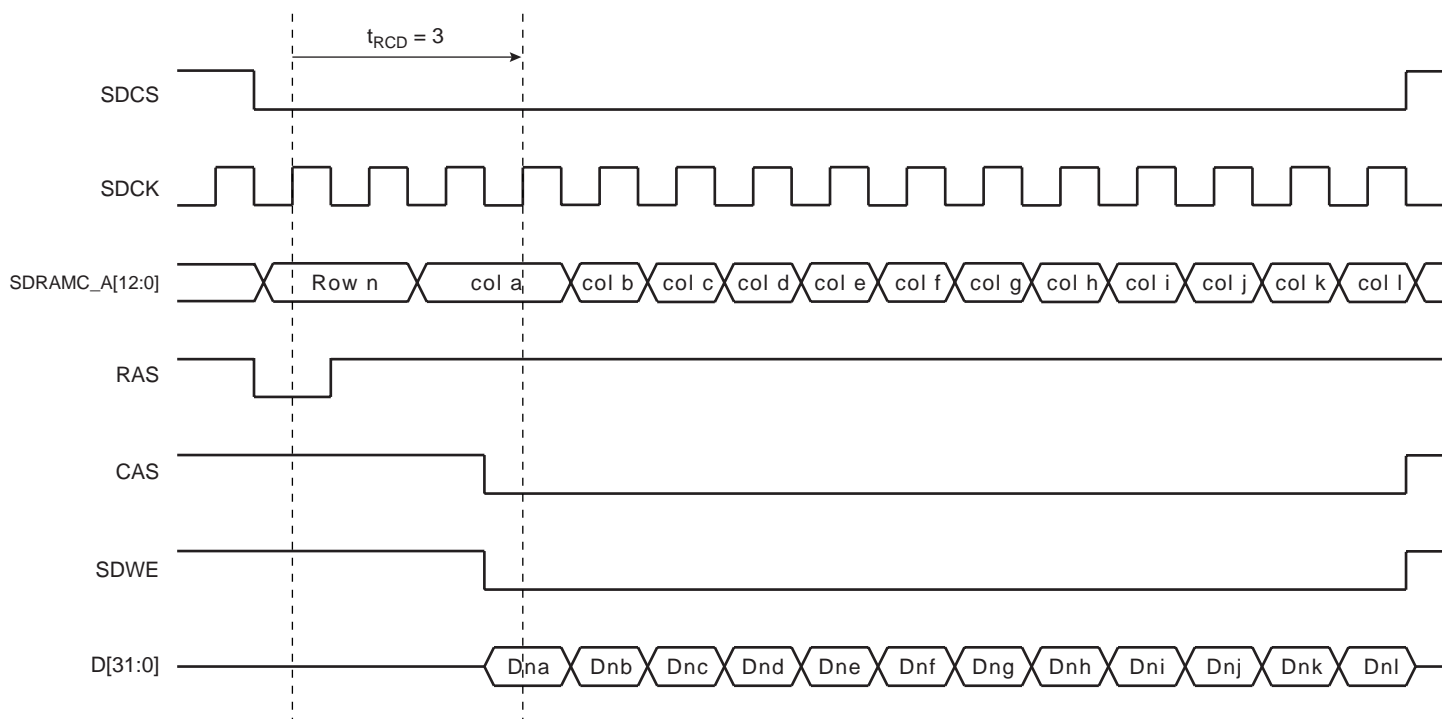 tRCD = 3
SDCS
SDCK
SDRAMC_A[12:0] Row n col a col b col c col d col e col f col g col h col i col j col k col l
RAS
CAS
SDWE
D[31:0] Dna Dnb Dnc Dnd Dne Dnf Dng Dnh Dni Dnj Dnk Dnl